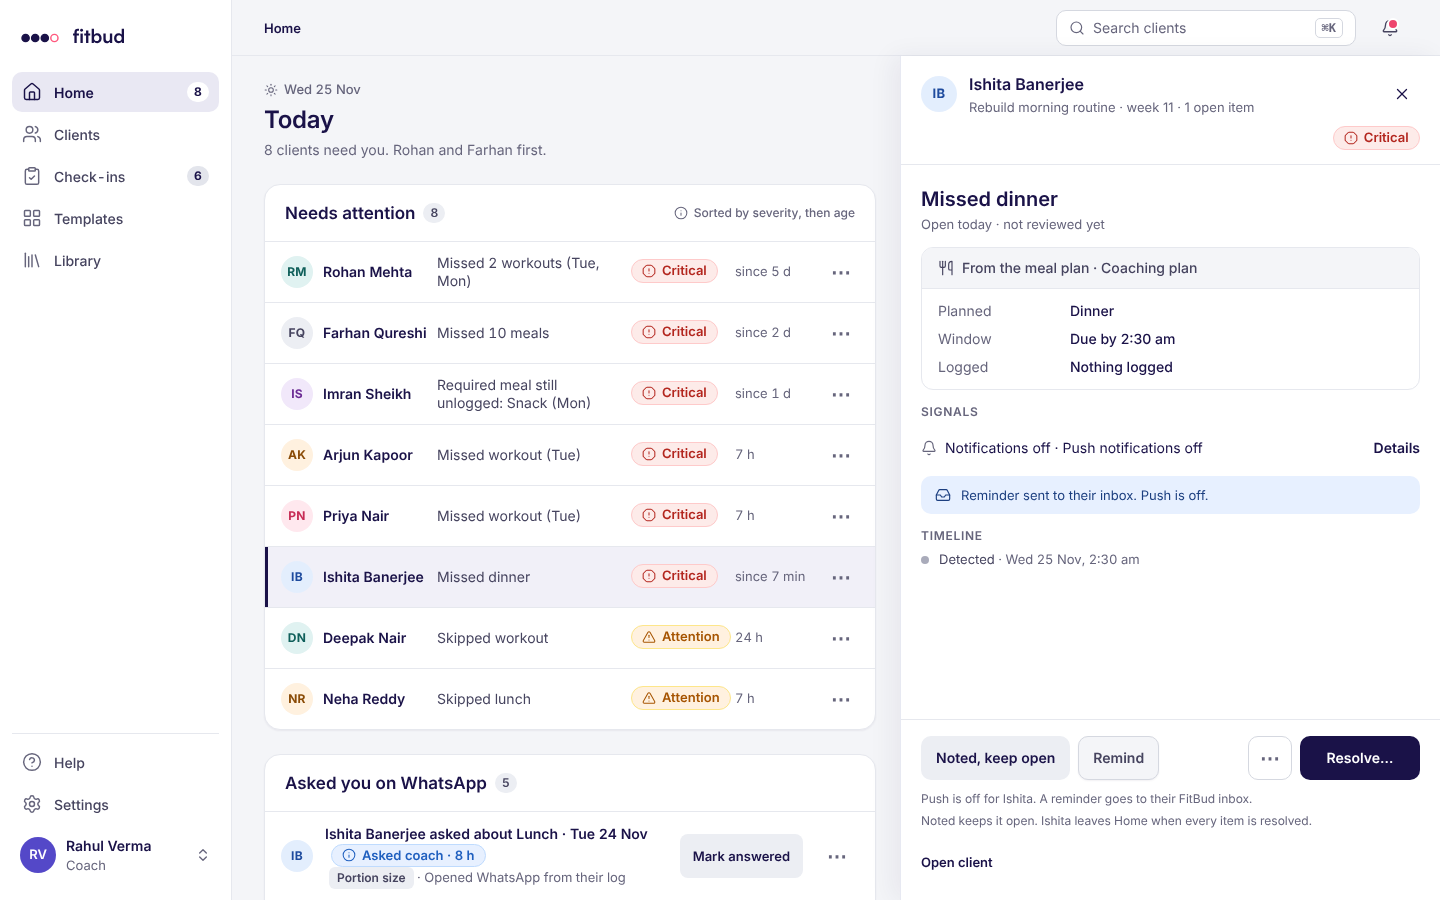 fitbud
Home 8
Clients
Check-ins 6
Templates
Library
Help
Settings
RV Rahul Verma
Coach
Home
Search clients ⌘K
Wed 25 Nov
Today
8 clients need you. Rohan and Farhan first.
Needs attention 8
Sorted by severity, then age
RM Rohan Mehta Missed 2 workouts (Tue, Mon) Critical since 5 d
FQ Farhan Qureshi Missed 10 meals Critical since 2 d
IS Imran Sheikh Required meal still unlogged: Snack (Mon) Critical since 1 d
AK Arjun Kapoor Missed workout (Tue) Critical 7 h
PN Priya Nair Missed workout (Tue) Critical 7 h
IB Ishita Banerjee Missed dinner Critical since 7 min
DN Deepak Nair Skipped workout Attention 24 h
NR Neha Reddy Skipped lunch Attention 7 h
Asked you on WhatsApp 5
IB Ishita Banerjee asked about Lunch · Tue 24 Nov
Asked coach · 8 h
Portion size · Opened WhatsApp from their log
Mark answered
IB Ishita Banerjee
Rebuild morning routine · week 11 · 1 open item
Critical
Missed dinner
Open today · not reviewed yet
From the meal plan · Coaching plan
Planned Dinner
Window Due by 2:30 am
Logged Nothing logged
SIGNALS
Notifications off · Push notifications off Details
Reminder sent to their inbox. Push is off.
TIMELINE
Detected · Wed 25 Nov, 2:30 am
Noted, keep open Remind Resolve...
Push is off for Ishita. A reminder goes to their FitBud inbox.
Noted keeps it open. Ishita leaves Home when every item is resolved.
Open client